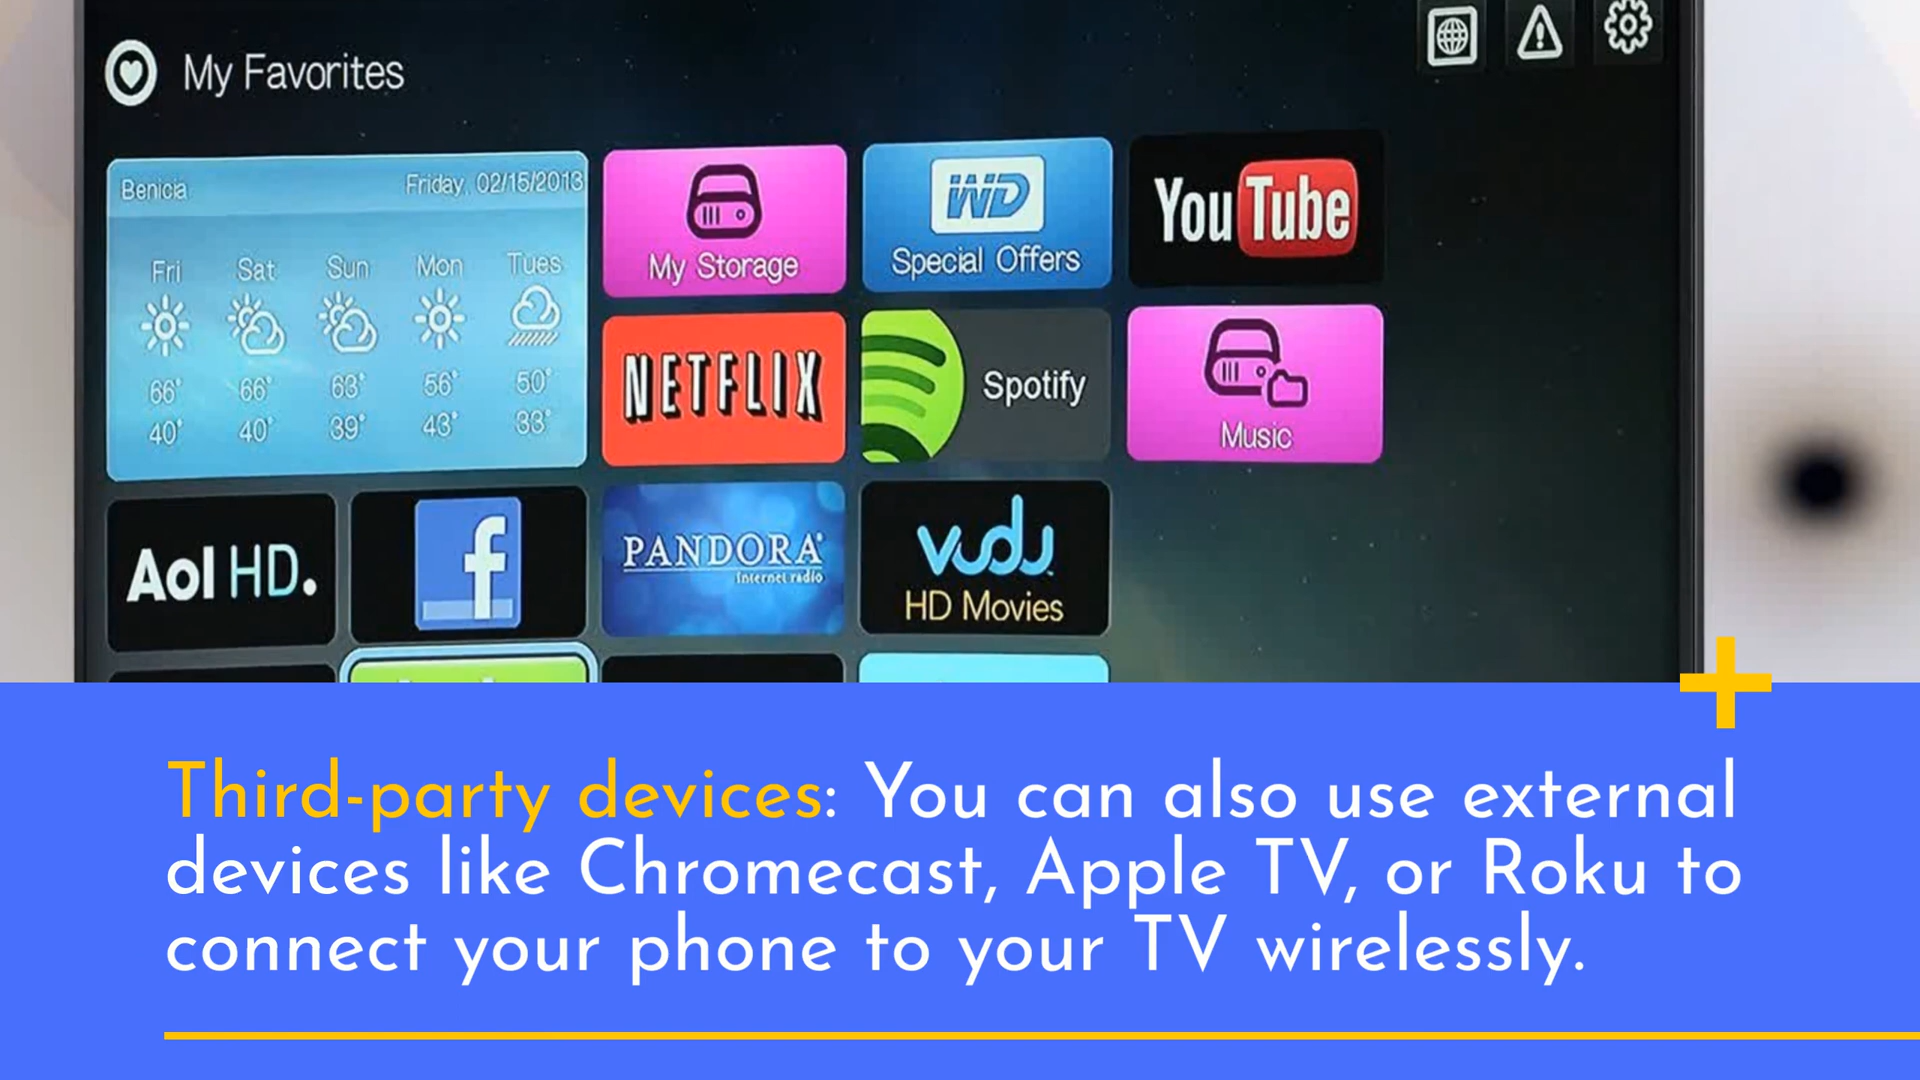 My Favorites
Benicia Friday, 02/15/2013
Fri Sat Sun Mon Tues
66° 66° 63° 56° 50°
40° 40° 39° 43° 33°
My Storage
WD
Special Offers
YouTube
NETFLIX
Spotify
Music
Aol HD.
f
PANDORA®
internet radio
vudu
HD Movies
Third-party devices: You can also use external
devices like Chromecast, Apple TV, or Roku to
connect your phone to your TV wirelessly.